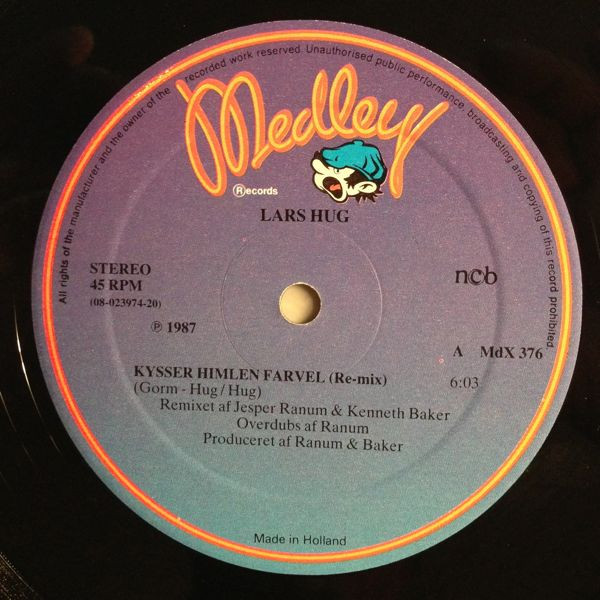 All rights of the manufacturer and the owner of the recorded work reserved. Unauthorised public performance, broadcasting and copying of this record prohibited.
Medley
Records
LARS HUG
STEREO
45 RPM
(08-023974-20)
ncb
℗ 1987
A MdX 376
KYSSER HIMLEN FARVEL (Re-mix) 6:03
(Gorm - Hug / Hug)
Remixet af Jesper Ranum & Kenneth Baker
Overdubs af Ranum
Produceret af Ranum & Baker
Made in Holland